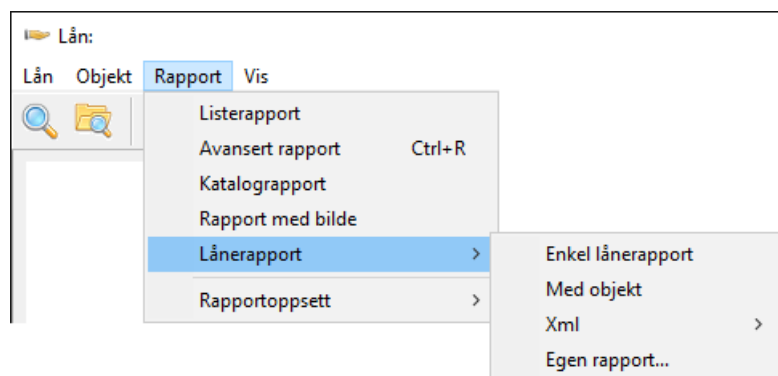 Lån:
Lån Objekt Rapport Vis
Listerapport
Avansert rapport Ctrl+R
Katalograpport
Rapport med bilde
Lånerapport >
Rapportoppsett >
Enkel lånerapport
Med objekt
Xml >
Egen rapport...